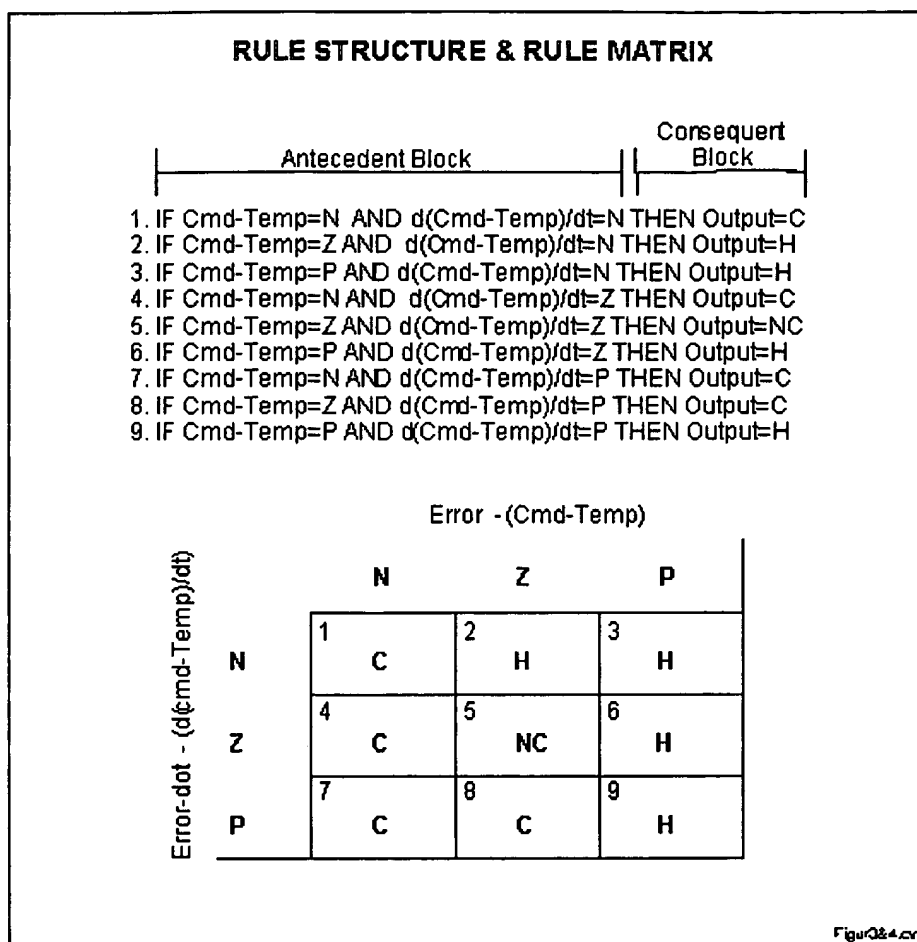 RULE STRUCTURE & RULE MATRIX
Consequent
Antecedent Block
Block
1. IF Cmd-Temp=N AND d(Cmd-Temp)/dt=N THEN Output=C
2. IF Cmd-Temp=Z AND d(Cmd-Temp)/dt=N THEN Output=H
3. IF Cmd-Temp=P AND d(Cmd-Temp)/dt=N THEN Output=H
4. IF Cmd-Temp=N AND d(Cmd-Temp)/dt=Z THEN Output=C
5. IF Cmd-Temp=Z AND d(Cmd-Temp)/dt=Z THEN Output=NC
6. IF Cmd-Temp=P AND d(Cmd-Temp)/dt=Z THEN Output=H
7. IF Cmd-Temp=N AND d(Cmd-Temp)/dt=P THEN Output=C
8. IF Cmd-Temp=Z AND d(Cmd-Temp)/dt=P THEN Output=C
9. IF Cmd-Temp=P AND d(Cmd-Temp)/dt=P THEN Output=H
Error - (Cmd-Temp)
Error-dot - (d(cmd-Temp)/dt)
N Z P
1 2 3
N C H H
4 5 6
Z C NC H
7 8 9
P C C H